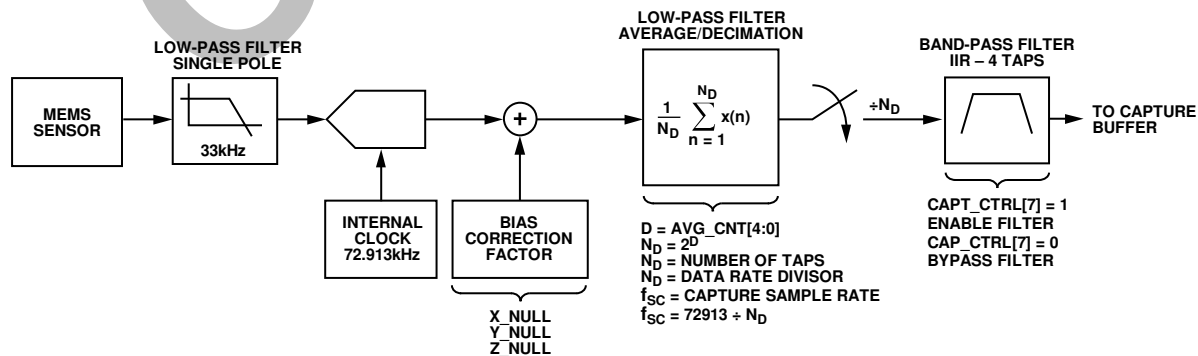 LOW-PASS FILTER
SINGLE POLE
LOW-PASS FILTER
AVERAGE/DECIMATION
BAND-PASS FILTER
IIR – 4 TAPS
MEMS
SENSOR
33kHz
+
1/N_D ∑ x(n)
N_D
n = 1
÷N_D
TO CAPTURE
BUFFER
INTERNAL
CLOCK
72.913kHz
BIAS
CORRECTION
FACTOR
X_NULL
Y_NULL
Z_NULL
D = AVG_CNT[4:0]
N_D = 2^D
N_D = NUMBER OF TAPS
N_D = DATA RATE DIVISOR
f_SC = CAPTURE SAMPLE RATE
f_SC = 72913 ÷ N_D
CAPT_CTRL[7] = 1
ENABLE FILTER
CAP_CTRL[7] = 0
BYPASS FILTER